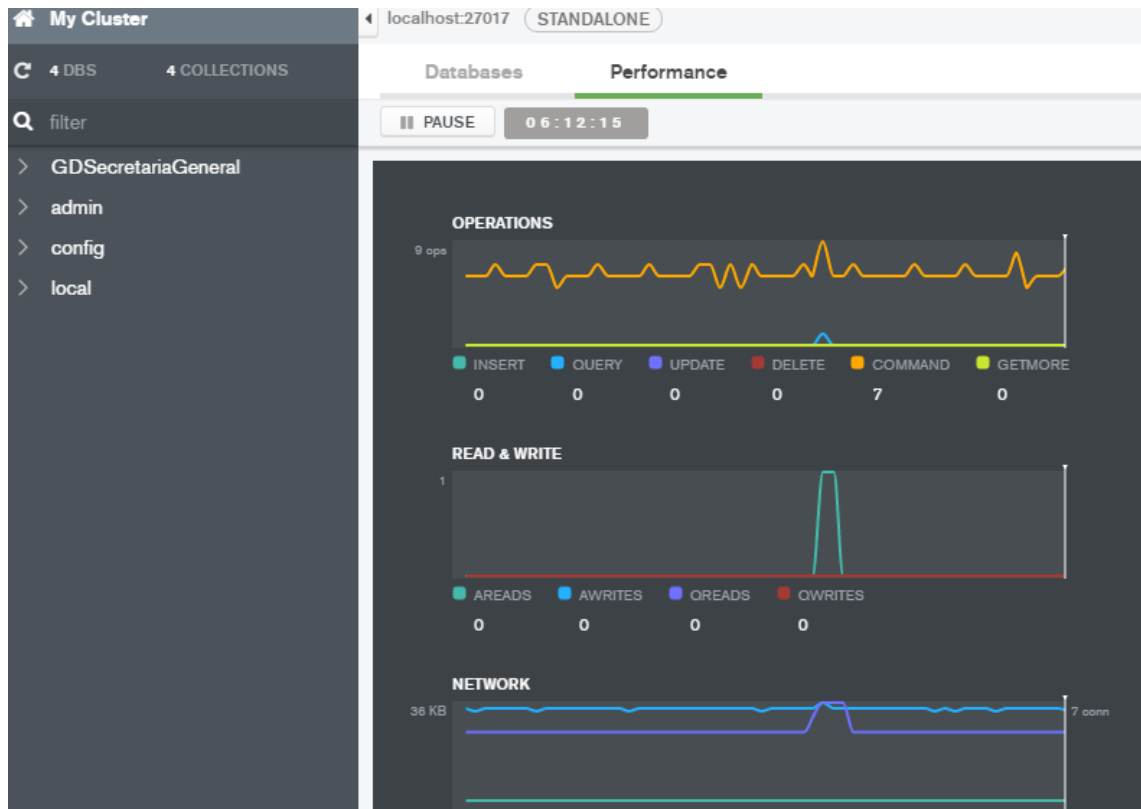 My Cluster
localhost:27017 STANDALONE
4 DBS 4 COLLECTIONS
Databases Performance
filter
PAUSE 06:12:15
GDSecretariaGeneral
admin
config
local
OPERATIONS
9 ops
INSERT QUERY UPDATE DELETE COMMAND GETMORE
0 0 0 0 7 0
READ & WRITE
1
AREADS AWRITES QREADS QWRITES
0 0 0 0
NETWORK
36 KB 7 conn